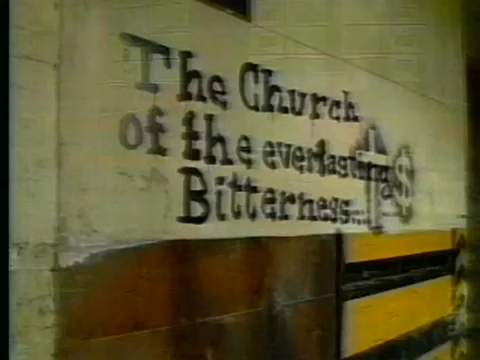 The Church
of the everlasting
Bitterness... $